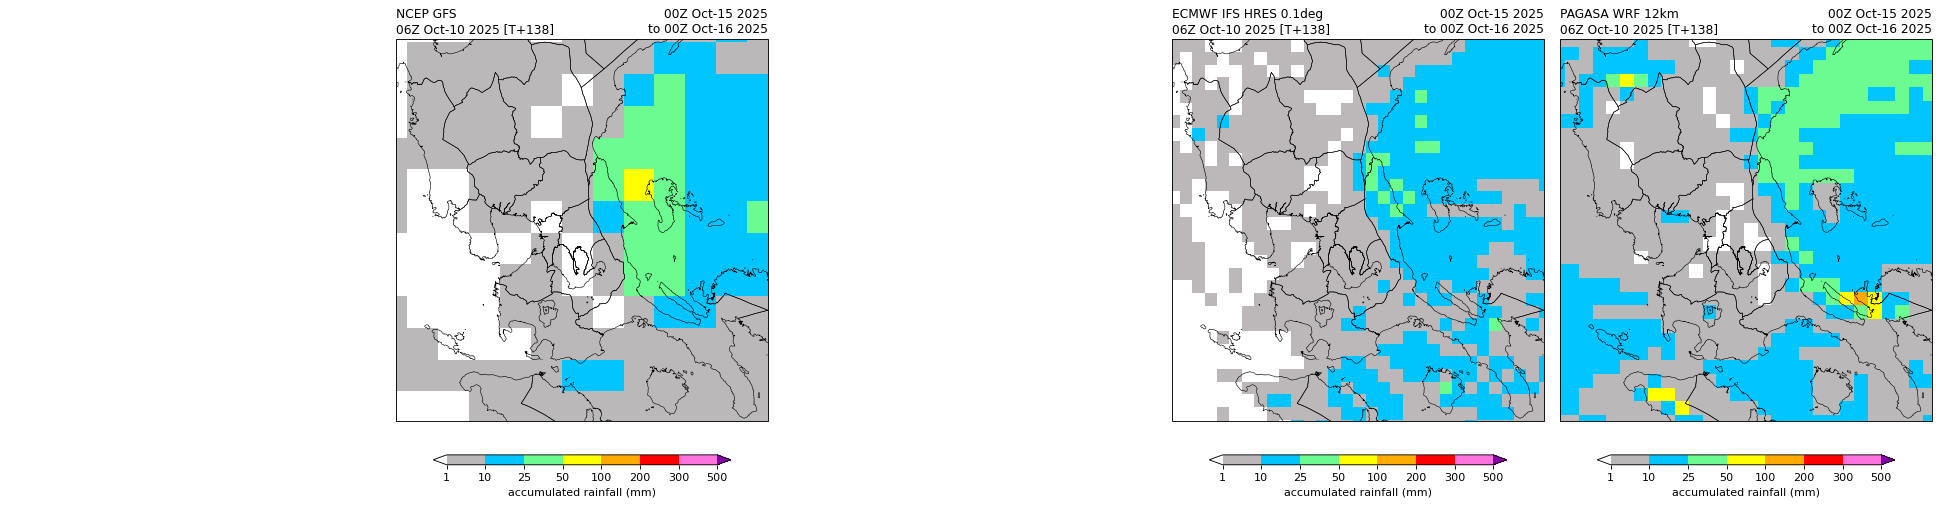 NCEP GFS 00Z Oct-15 2025
06Z Oct-10 2025 [T+138] to 00Z Oct-16 2025
1 10 25 50 100 200 300 500
accumulated rainfall (mm)
ECMWF IFS HRES 0.1deg 00Z Oct-15 2025
06Z Oct-10 2025 [T+138] to 00Z Oct-16 2025
1 10 25 50 100 200 300 500
accumulated rainfall (mm)
PAGASA WRF 12km 00Z Oct-15 2025
06Z Oct-10 2025 [T+138] to 00Z Oct-16 2025
1 10 25 50 100 200 300 500
accumulated rainfall (mm)